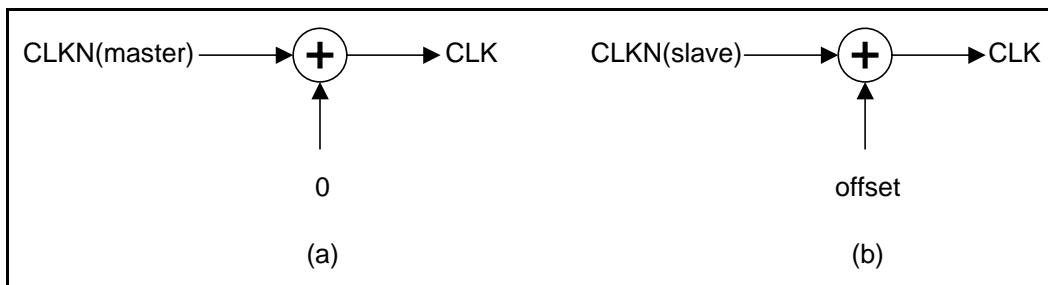 CLKN(master) + CLK
0
(a)
CLKN(slave) + CLK
offset
(b)